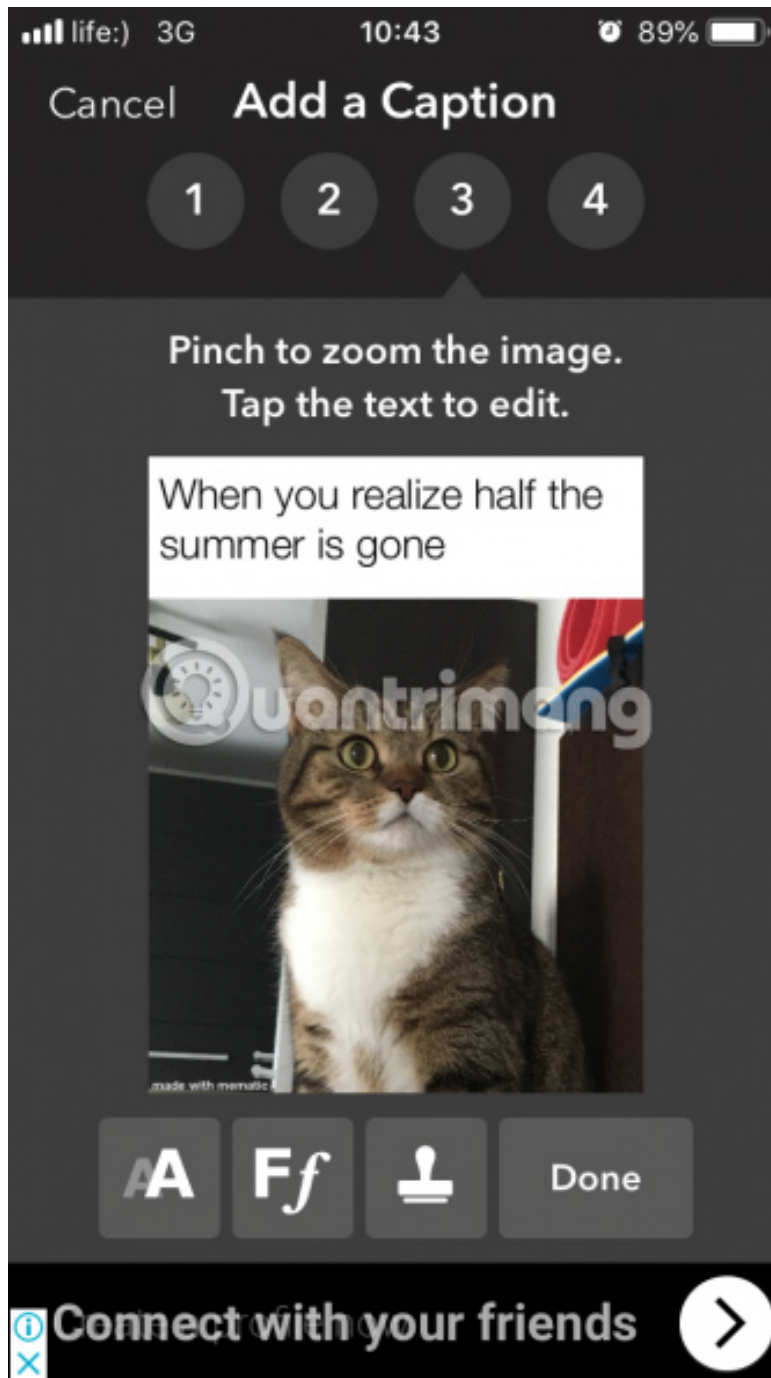 life:) 3G 10:43 89%
Cancel Add a Caption
1 2 3 4
Pinch to zoom the image.
Tap the text to edit.
When you realize half the
summer is gone
Quantrimang
made with mematic
AA Ff Done
Connect with your friends